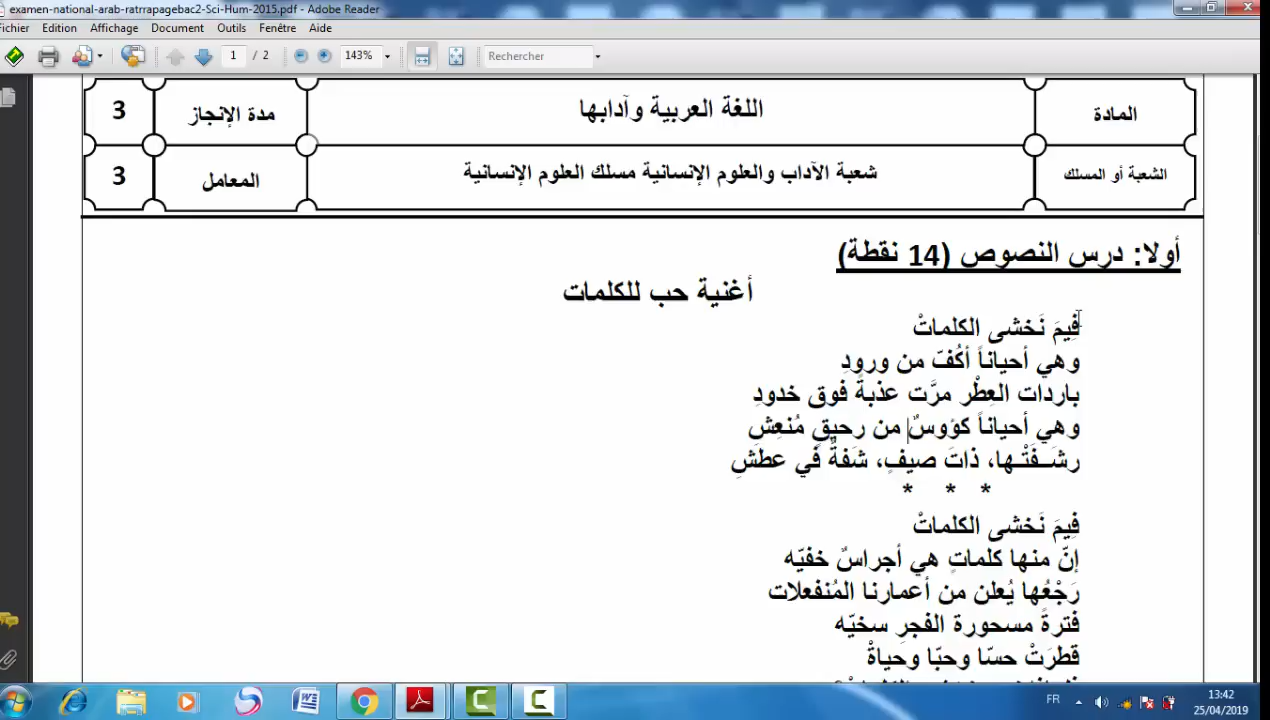 examen-national-arab-ratrrapagebac2-Sci-Hum-2015.pdf - Adobe Reader
Fichier Edition Affichage Document Outils Fenêtre Aide
1 / 2 143% Rechercher
المادة اللغة العربية وآدابها مدة الإنجاز 3
الشعبة أو المسلك شعبة الآداب والعلوم الإنسانية مسلك العلوم الإنسانية المعامل 3
أولا: درس النصوص (14 نقطة)
أغنية حب للكلمات
فِيمَ نَخشى الكلماتْ
وهي أحياناً أكُفّ من ورودِ
باردات العِطْر مرَّت عذبةً فوق خدودِ
وهي أحياناً كؤوسٌ من رحيقٍ مُنعِشِ
رشَــفَتْـها، ذاتَ صيفٍ، شَفةٌ في عطَشِ
* * *
فِيمَ نَخشى الكلماتْ
إنّ منها كلماتٍ هي أجراسٌ خفيّه
رَجْعُها يُعلن من أعمارنا المُنفعلات
فترةً مسحورة الفجرِ سخيّه
قطرَتْ حسّا وحبّا وحياةْ
FR 13:42
25/04/2019